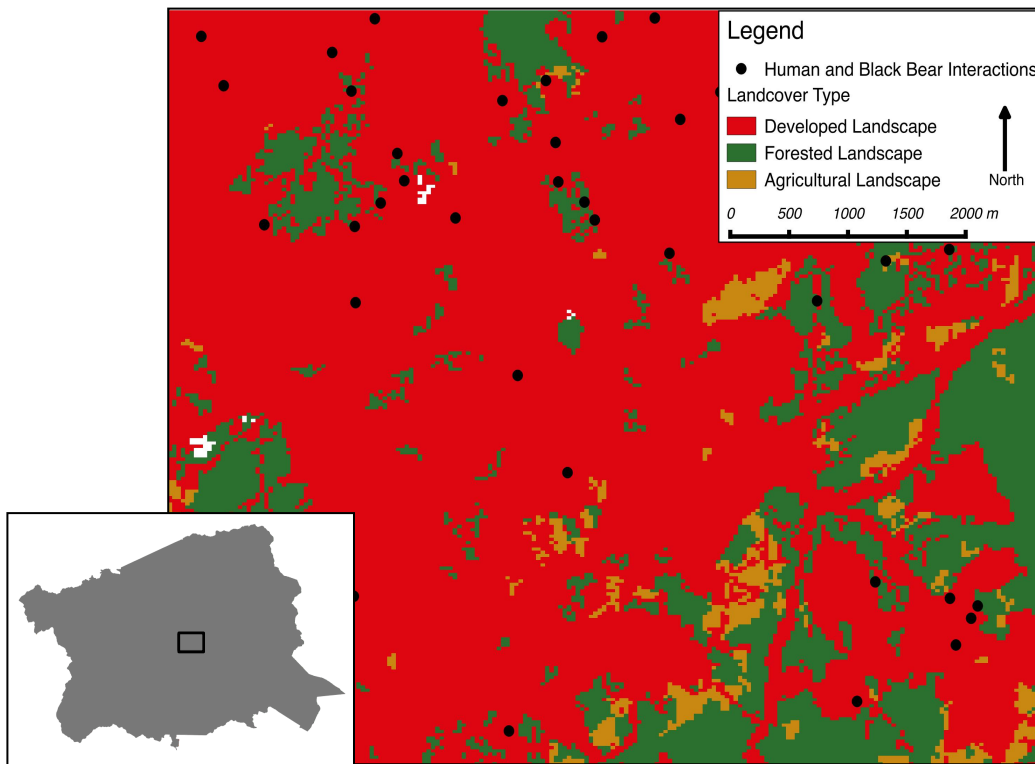 Legend
Human and Black Bear Interactions
Landcover Type
Developed Landscape
Forested Landscape
Agricultural Landscape
North
0 500 1000 1500 2000 m